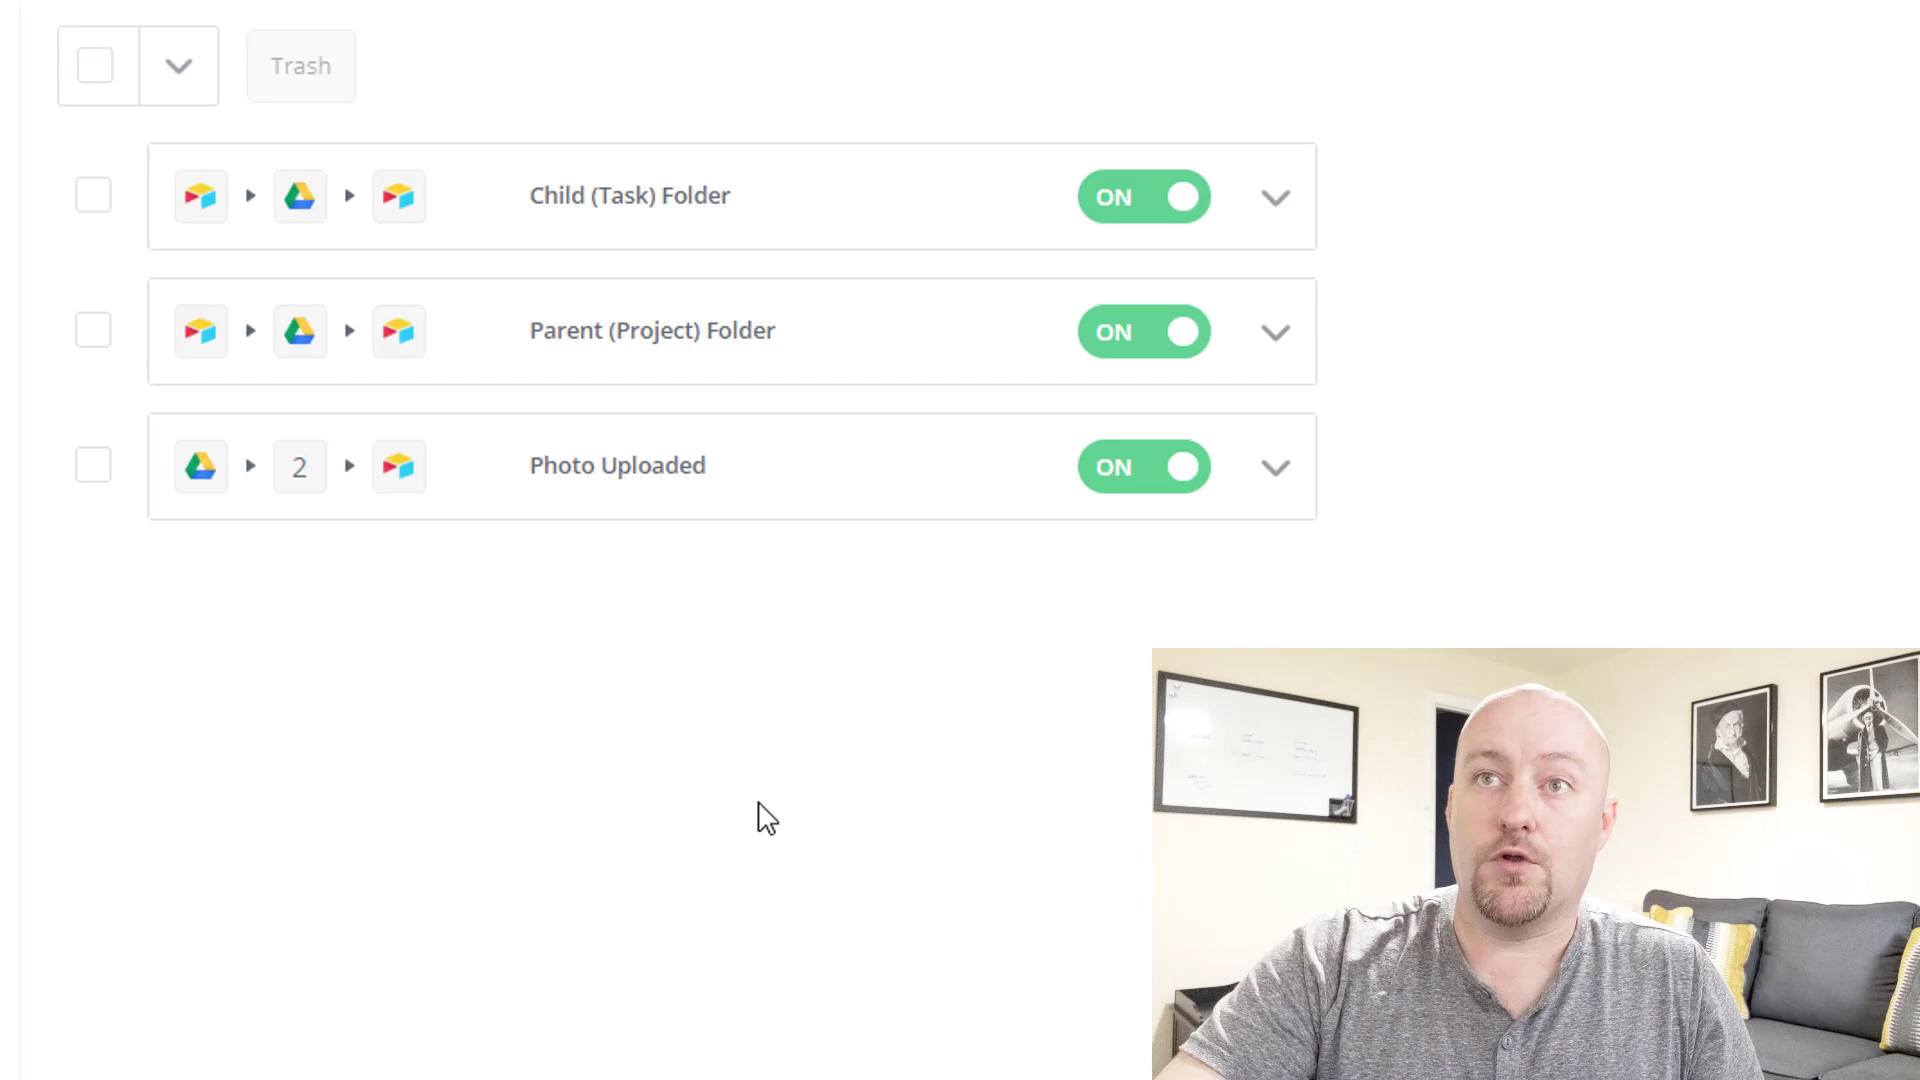 Trash
Child (Task) Folder
ON
Parent (Project) Folder
ON
2
Photo Uploaded
ON